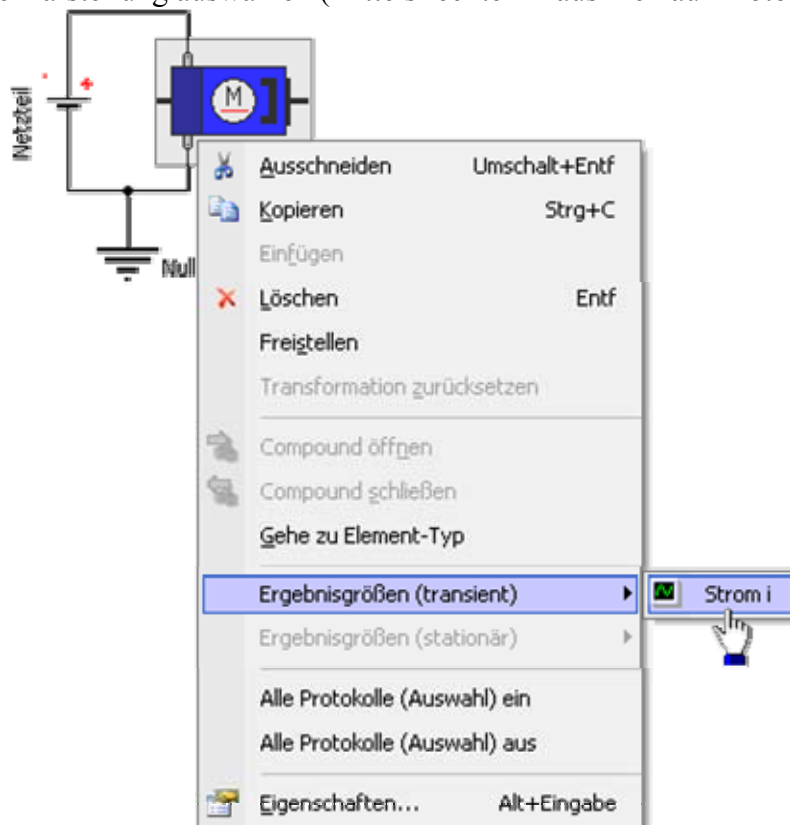 auswählen
Netzteil
M
Null
Ausschneiden Umschalt+Entf
Kopieren Strg+C
Einfügen
Löschen Entf
Freistellen
Transformation zurücksetzen
Compound öffnen
Compound schließen
Gehe zu Element-Typ
Ergebnisgrößen (transient) Strom i
Ergebnisgrößen (stationär)
Alle Protokolle (Auswahl) ein
Alle Protokolle (Auswahl) aus
Eigenschaften... Alt+Eingabe